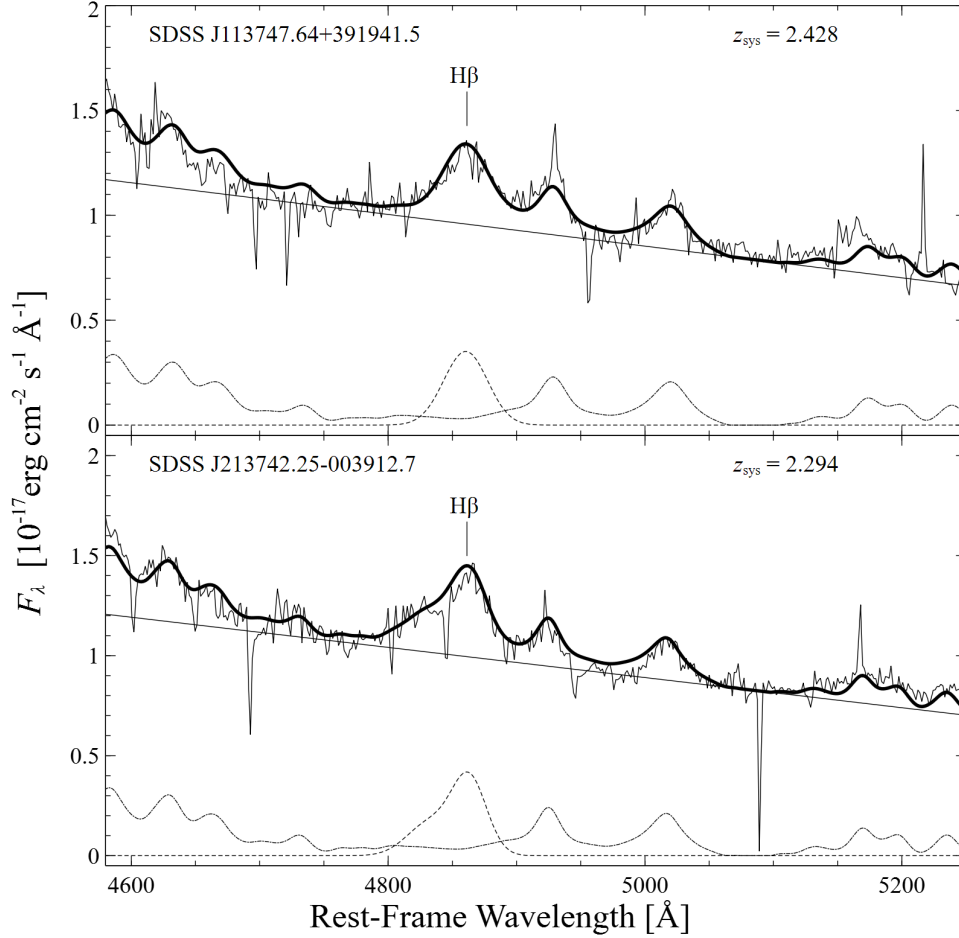 2
SDSS J113747.64+391941.5 z_sys = 2.428
Hβ
1.5
1
0.5
0
2
SDSS J213742.25-003912.7 z_sys = 2.294
Hβ
1.5
1
0.5
0
F_λ [10⁻¹⁷erg cm⁻² s⁻¹ Å⁻¹]
4600 4800 5000 5200
Rest-Frame Wavelength [Å]